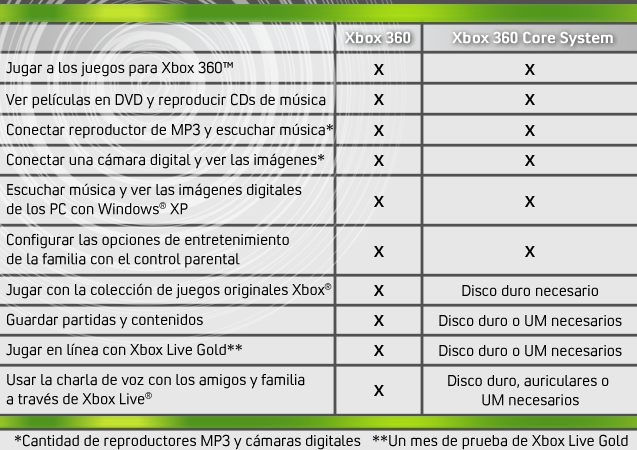 Xbox 360 Xbox 360 Core System
Jugar a los juegos para Xbox 360™ X X
Ver películas en DVD y reproducir CDs de música X X
Conectar reproductor de MP3 y escuchar música* X X
Conectar una cámara digital y ver las imágenes* X X
Escuchar música y ver las imágenes digitales
de los PC con Windows® XP X X
Configurar las opciones de entretenimiento
de la familia con el control parental X X
Jugar con la colección de juegos originales Xbox® X Disco duro necesario
Guardar partidas y contenidos X Disco duro o UM necesarios
Jugar en línea con Xbox Live Gold** X Disco duro o UM necesarios
Usar la charla de voz con los amigos y familia
a través de Xbox Live® X Disco duro, auriculares o
UM necesarios
*Cantidad de reproductores MP3 y cámaras digitales **Un mes de prueba de Xbox Live Gold